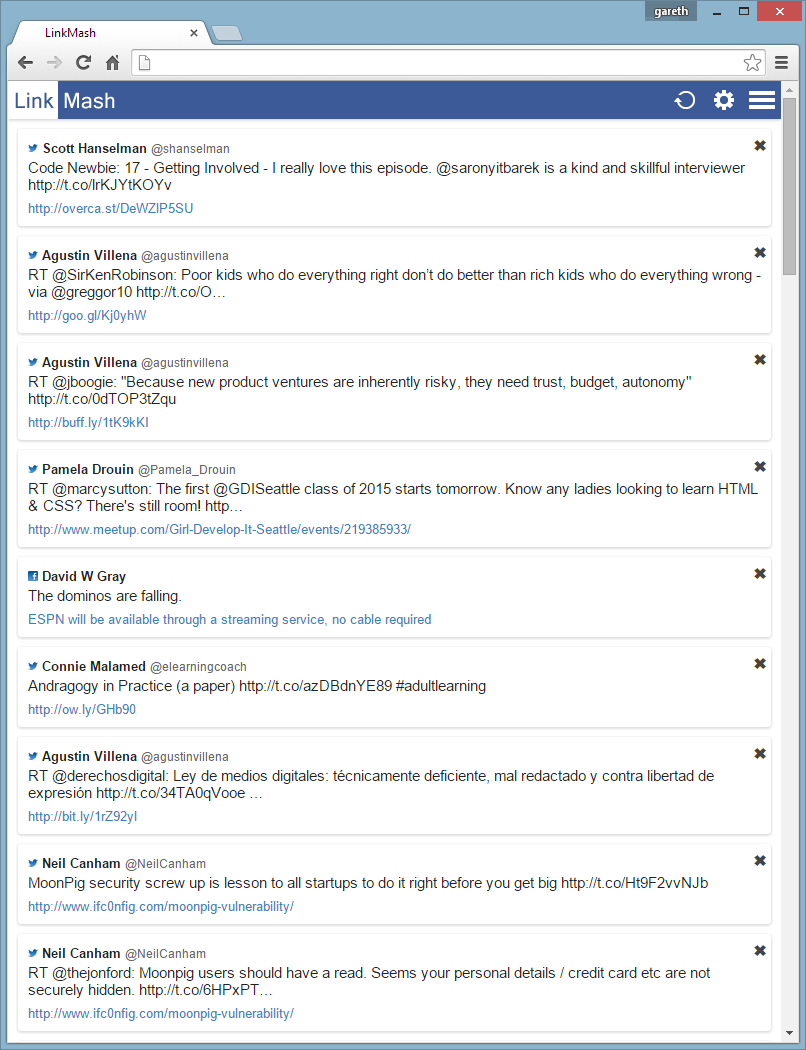 gareth
LinkMash
Link Mash
Scott Hanselman @shanselman
Code Newbie: 17 - Getting Involved - I really love this episode. @saronyitbarek is a kind and skillful interviewer
http://t.co/lrKJYtKOYv
http://overca.st/DeWZlP5SU
Agustin Villena @agustinvillena
RT @SirKenRobinson: Poor kids who do everything right don’t do better than rich kids who do everything wrong -
via @greggor10 http://t.co/O…
http://goo.gl/Kj0yhW
Agustin Villena @agustinvillena
RT @jboogie: "Because new product ventures are inherently risky, they need trust, budget, autonomy"
http://t.co/0dTOP3tZqu
http://buff.ly/1tK9kKI
Pamela Drouin @Pamela_Drouin
RT @marcysutton: The first @GDISeattle class of 2015 starts tomorrow. Know any ladies looking to learn HTML
& CSS? There's still room! http…
http://www.meetup.com/Girl-Develop-It-Seattle/events/219385933/
David W Gray
The dominos are falling.
ESPN will be available through a streaming service, no cable required
Connie Malamed @elearningcoach
Andragogy in Practice (a paper) http://t.co/azDBdnYE89 #adultlearning
http://ow.ly/GHb90
Agustin Villena @agustinvillena
RT @derechosdigital: Ley de medios digitales: técnicamente deficiente, mal redactado y contra libertad de
expresión http://t.co/34TA0qVooe …
http://bit.ly/1rZ92yI
Neil Canham @NeilCanham
MoonPig security screw up is lesson to all startups to do it right before you get big http://t.co/Ht9F2vvNJb
http://www.ifc0nfig.com/moonpig-vulnerability/
Neil Canham @NeilCanham
RT @thejonford: Moonpig users should have a read. Seems your personal details / credit card etc are not
securely hidden. http://t.co/6HPxPT…
http://www.ifc0nfig.com/moonpig-vulnerability/